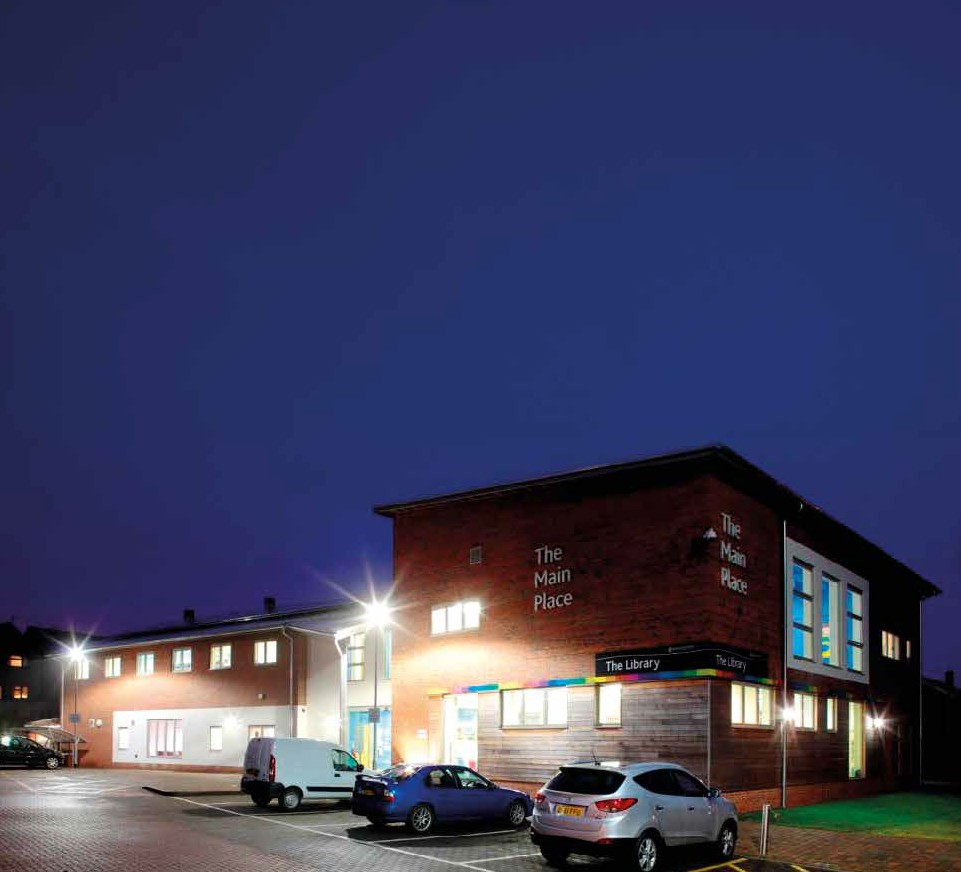 The
Main
Place
The
Main
Place
The Library
The Library